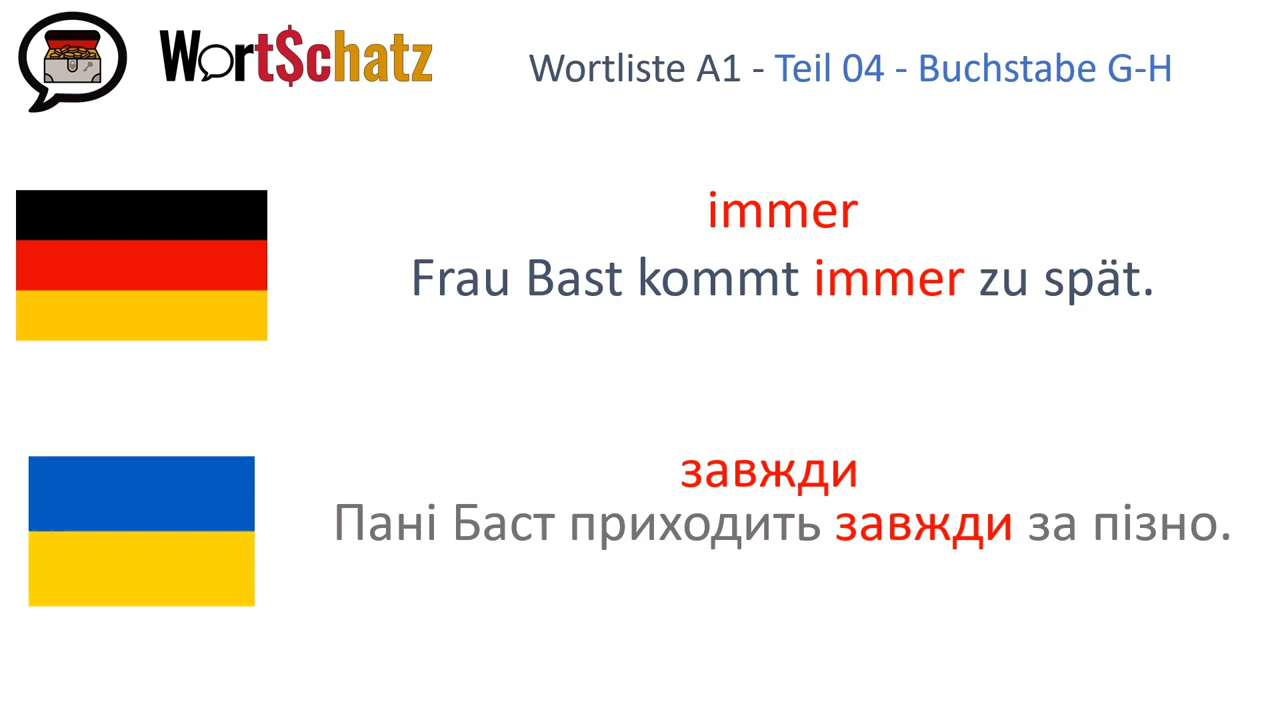 Wort$chatz
Wortliste A1 - Teil 04 - Buchstabe G-H
immer
Frau Bast kommt immer zu spät.
завжди
Пані Баст приходить завжди за пізно.